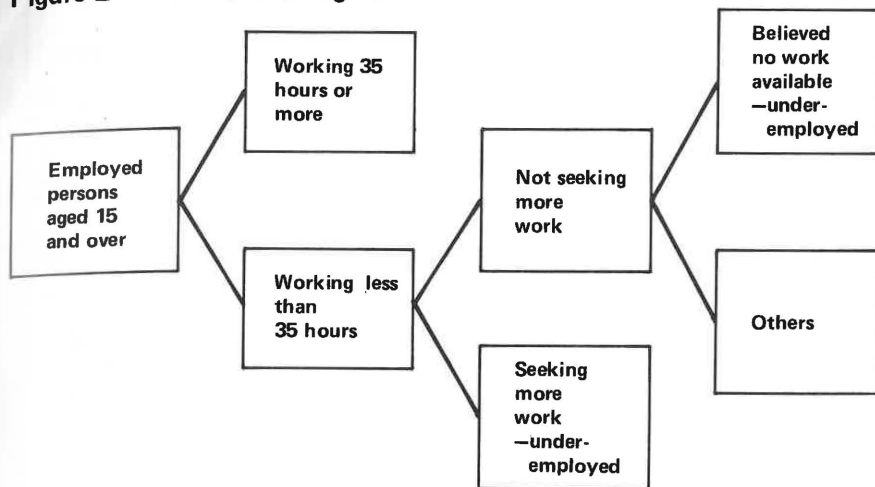 Figure
Working 35
hours or
more
Employed
persons
aged 15
and over
Working less
than
35 hours
Not seeking
more
work
Seeking
more
work
—under-
employed
Believed
no work
available
—under-
employed
Others